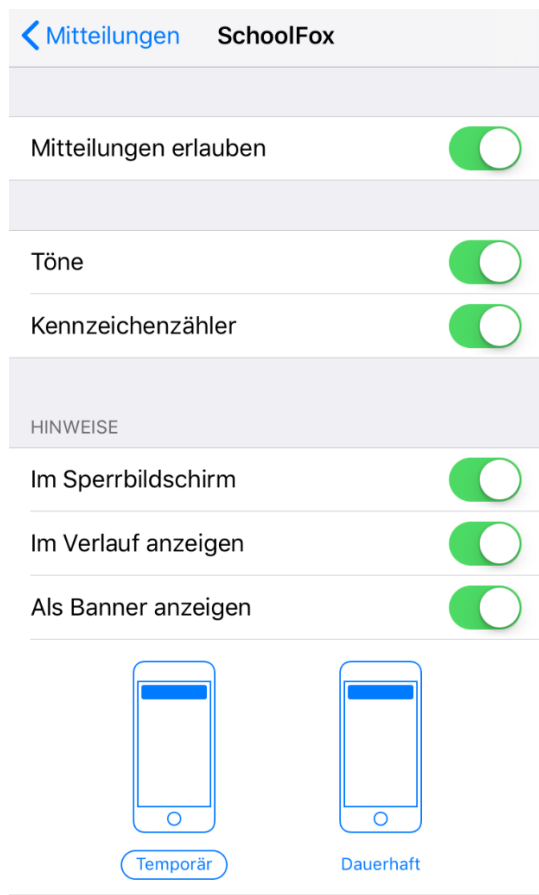 Mitteilungen SchoolFox
Mitteilungen erlauben
Töne
Kennzeichenzähler
HINWEISE
Im Sperrbildschirm
Im Verlauf anzeigen
Als Banner anzeigen
Temporär Dauerhaft